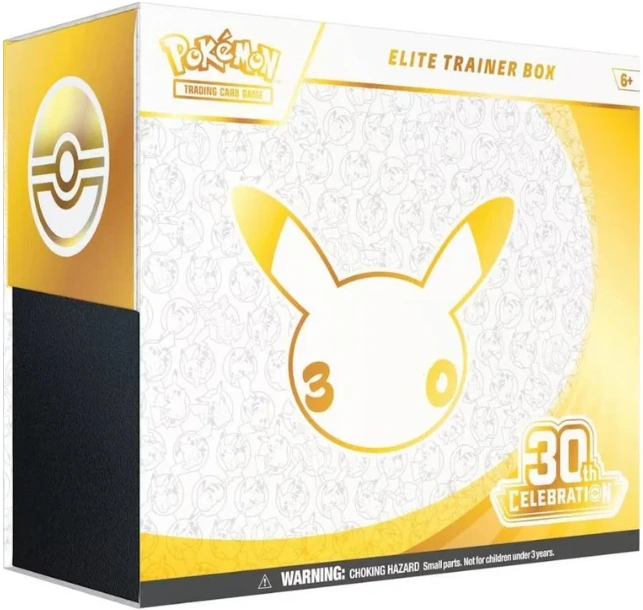 POKéMON
TRADING CARD GAME
ELITE TRAINER BOX
6+
3 0
30th
CELEBRATION
WARNING: CHOKING HAZARD Small parts. Not for children under 3 years.